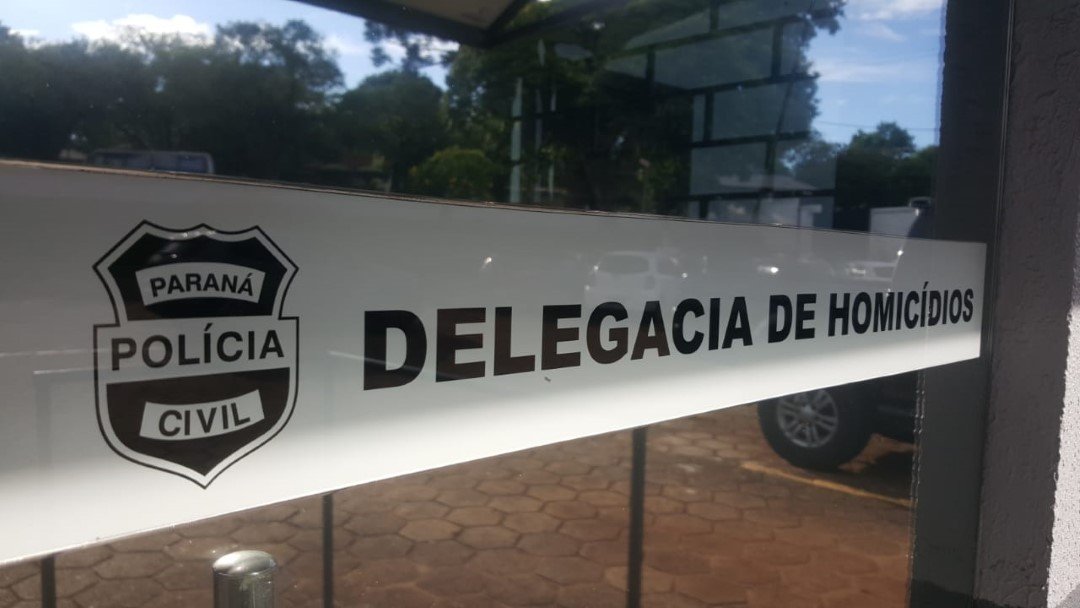 PARANÁ
POLÍCIA
CIVIL
DELEGACIA DE HOMICÍDIOS